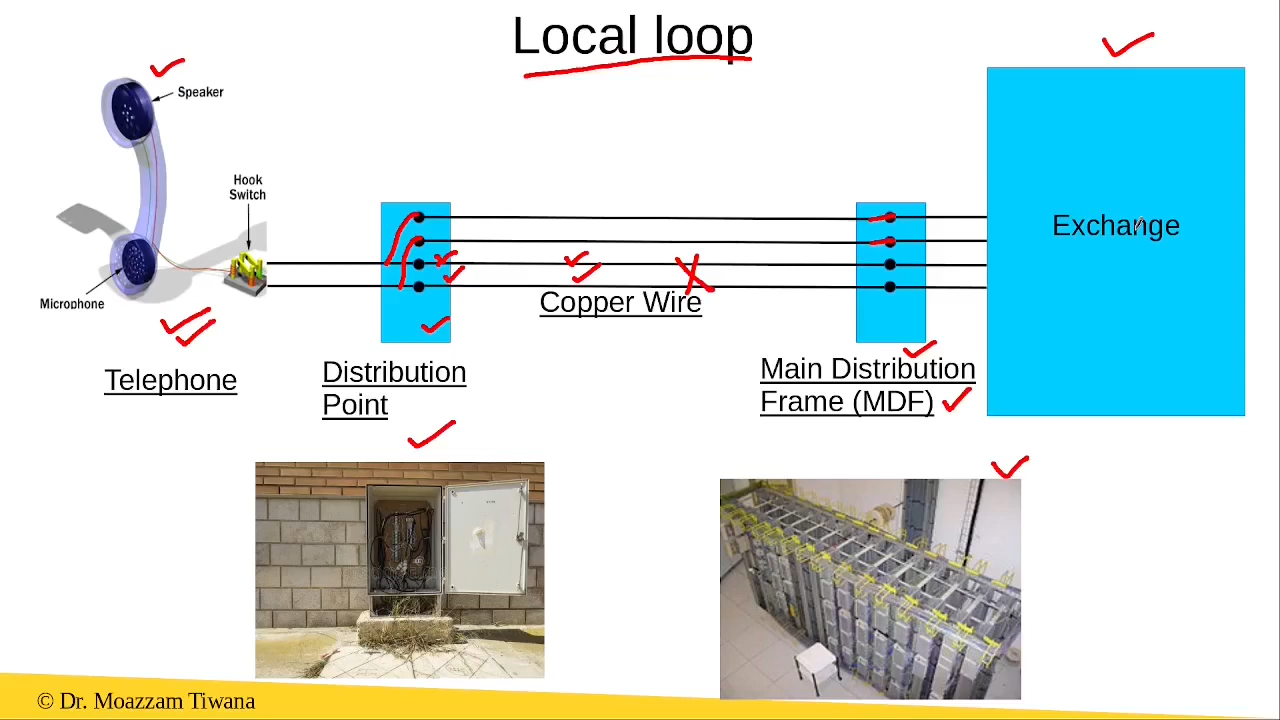 Local loop
Speaker
Hook
Switch
Exchange
Microphone
Copper Wire
Telephone
Distribution
Point
Main Distribution
Frame (MDF)
© Dr. Moazzam Tiwana